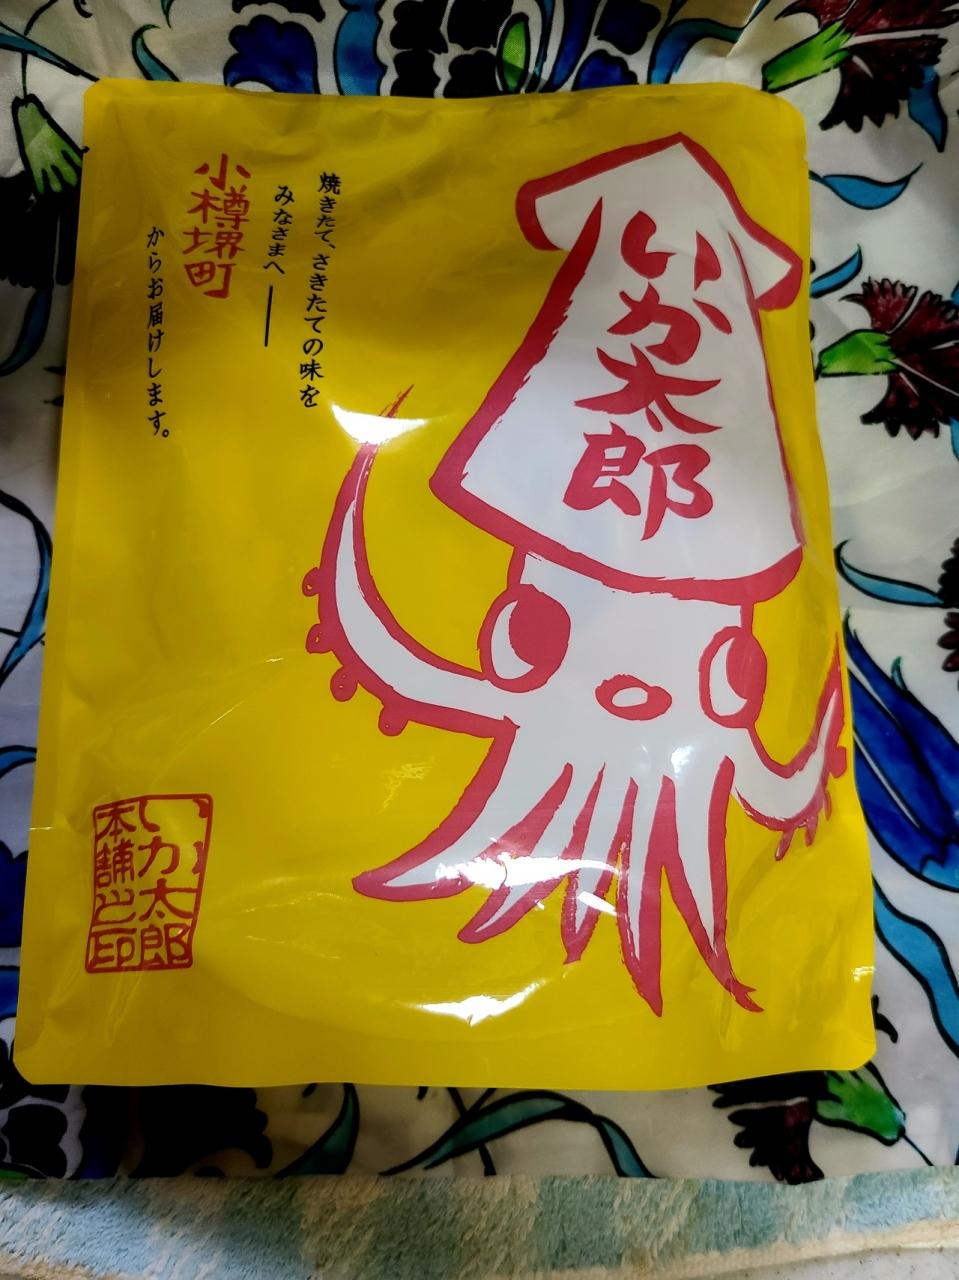 いか太郎
焼きたて、さきたての味を
みなさまへ――
小樽堺町
からお届けします。
いか太郎
本舗之印